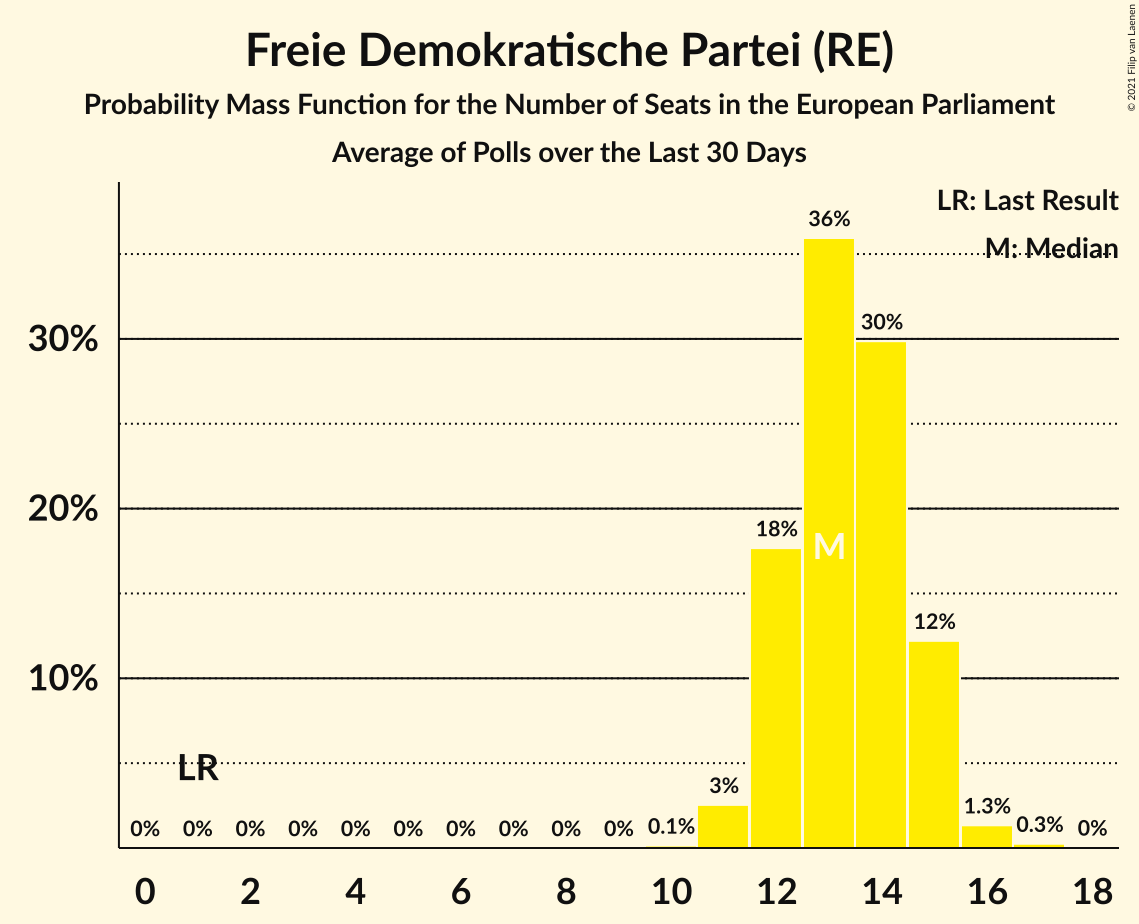 Freie Demokratische Partei (RE)
Probability Mass Function for the Number of Seats in the European Parliament
Average of Polls over the Last 30 Days
© 2021 Filip van Laenen
LR: Last Result
M: Median
36%
30%
30%
20%
18%
M
12%
10%
LR
3%
0% 0% 0% 0% 0% 0% 0% 0% 0% 0% 0.1% 1.3% 0.3% 0%
0 2 4 6 8 10 12 14 16 18